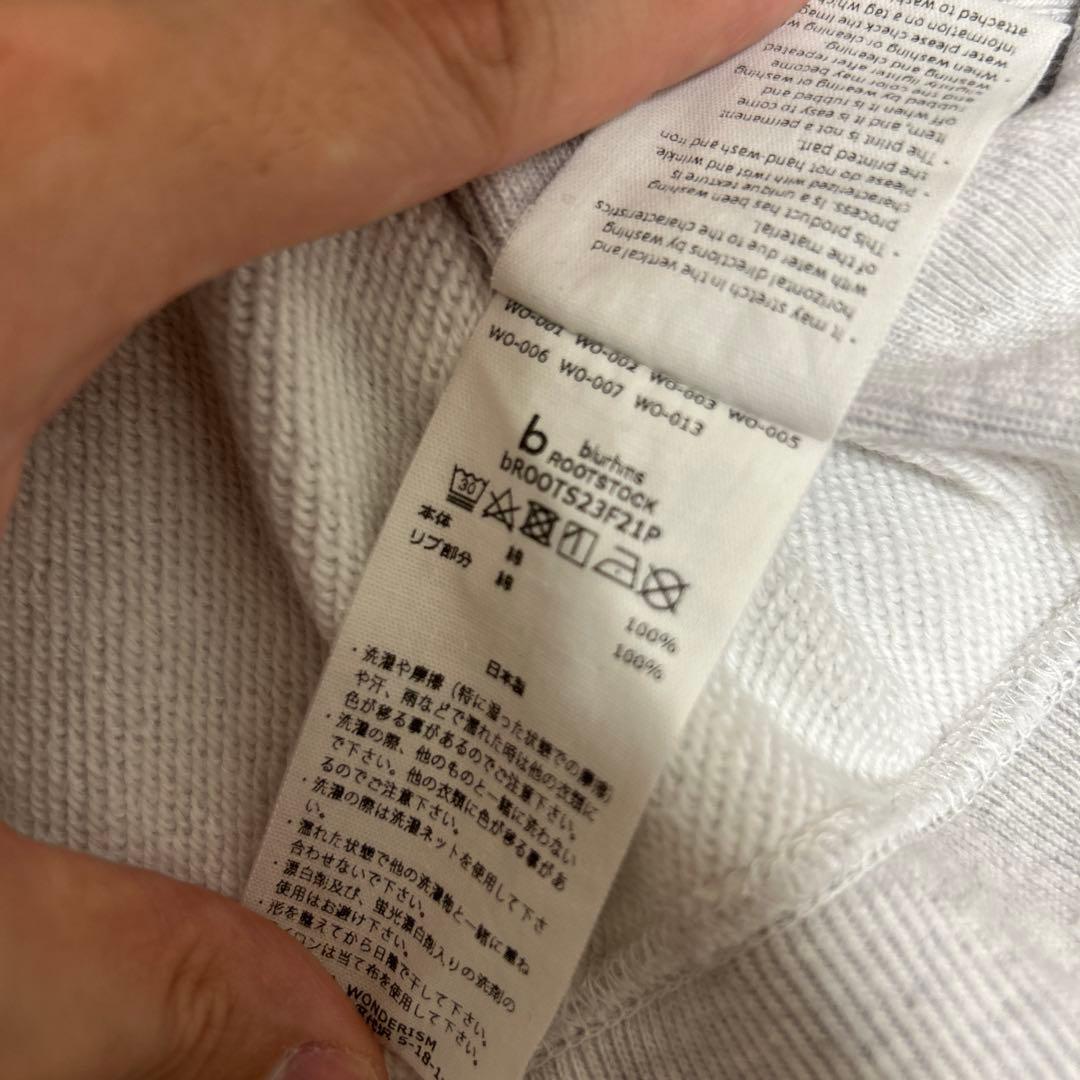 attached to wash
information on a tag which
water please check the ima
When washing and cleaning
slightly lighter after repeated
and the color may become
rubbed by wearing or washing
off when it is rubbed and
item, and it is easy to come
· The print is not a permanent
the printed part.
· Please do not hand-wash and iron
characterized with twist and wrinkle
process. Is a unique texture is
· This product has been washing
of the material.
with water due to the characteristics
horizontal directions by washing
· It may stretch in the vertical and
WO-001 WO-002 WO-003 WO-005
WO-006 WO-007 WO-013
b blurhms
ROOTSTOCK
bROOTS23F21P
30
本体 綿 100%
リブ部分 綿 100%
日本製
・洗濯や摩擦（特に湿った状態での摩擦）
や汗、雨などで濡れた時は他の衣類に
色が移る事があるのでご注意下さい。
・洗濯の際、他のものと一緒に洗わない
で下さい。他の衣類に色が移る事があ
るのでご注意下さい。
・洗濯の際は洗濯ネットを使用して下さ
い。
・濡れた状態で他の洗濯物と一緒に重ね
合わせないで下さい。
・漂白剤及び、蛍光漂白剤入りの洗剤の
使用はお避け下さい。
・形を整えてから日陰で干して下さい。
イロンは当て布を使用して下さい。
WONDERISM
5-18-1